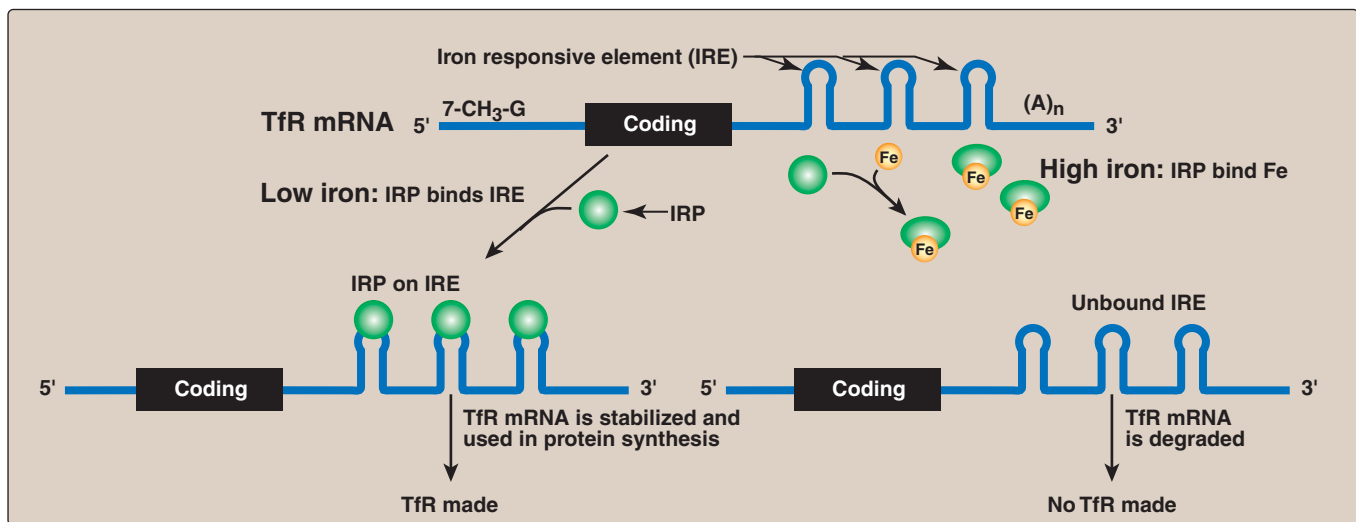 Iron responsive element (IRE)
7-CH₃-G
(A)ₙ
TfR mRNA 5' Coding 3'
Fe
Fe
High iron: IRP bind Fe
Low iron: IRP binds IRE
Fe
IRP
Fe
IRP on IRE
Unbound IRE
5' Coding 3'
5' Coding 3'
TfR mRNA is stabilized and
used in protein synthesis
TfR mRNA
is degraded
TfR made
No TfR made